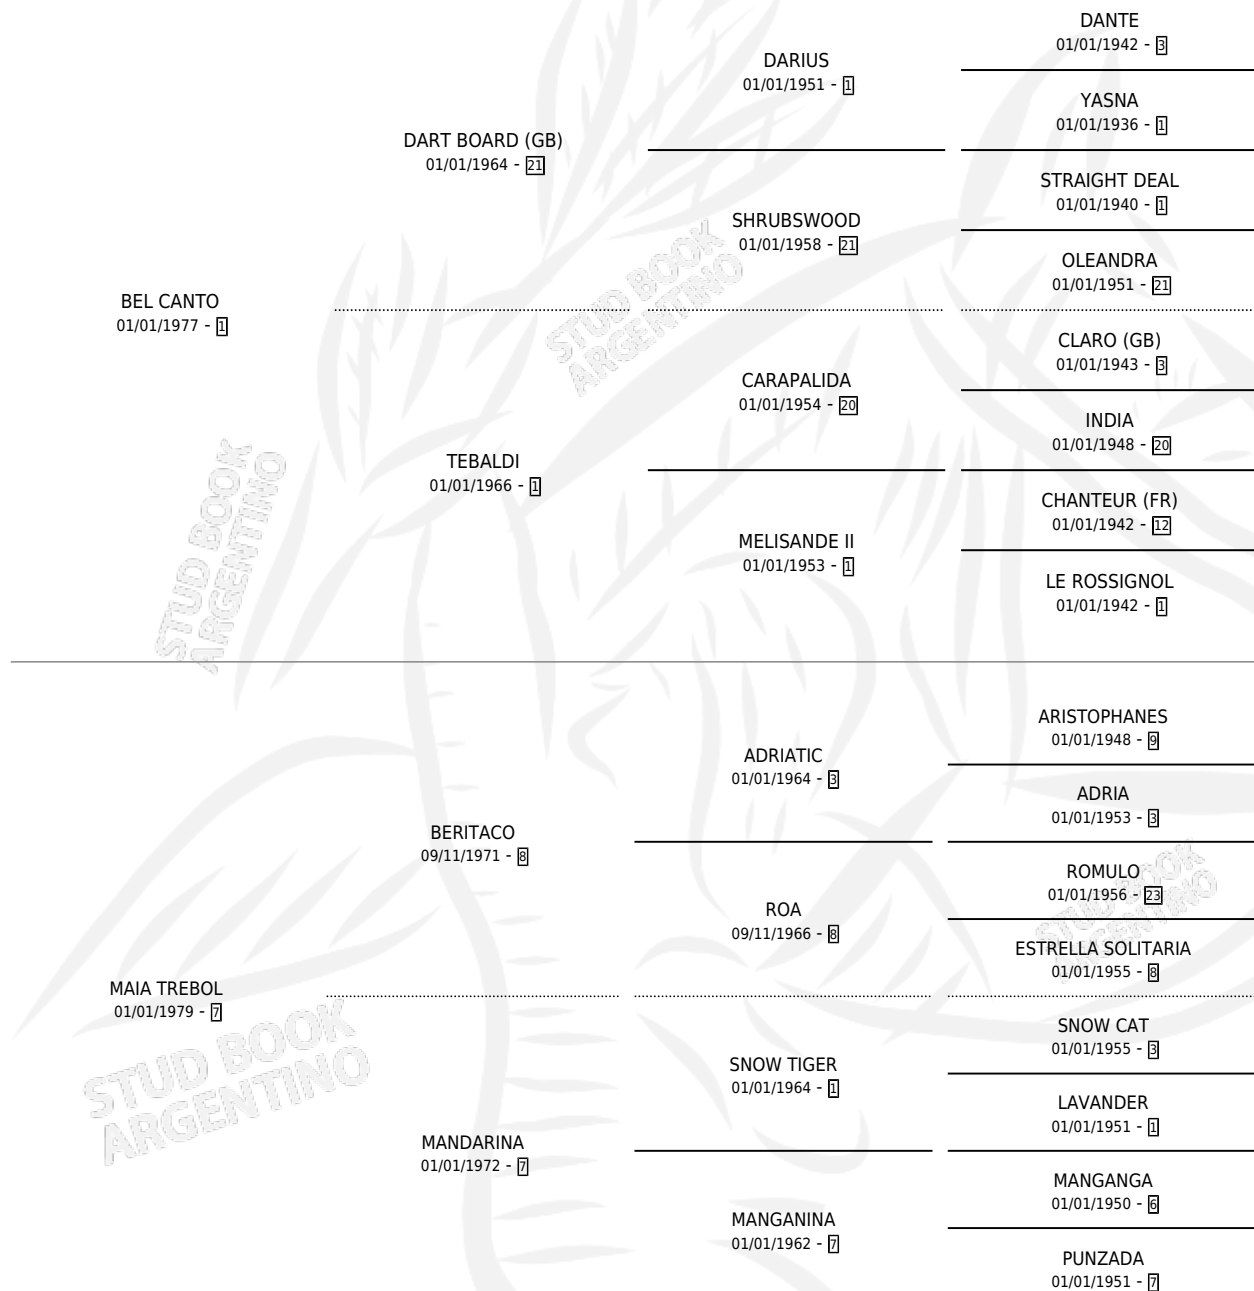 DANTE
01/01/1942 - 3
DARIUS
01/01/1951 - 1
YASNA
01/01/1936 - 1
DART BOARD (GB)
01/01/1964 - 21
STRAIGHT DEAL
01/01/1940 - 1
SHRUBSWOOD
01/01/1958 - 21
OLEANDRA
01/01/1951 - 21
BEL CANTO
01/01/1977 - 1
STUD BOOK
ARGENTINO
CLARO (GB)
01/01/1943 - 3
CARAPALIDA
01/01/1954 - 20
INDIA
01/01/1948 - 20
TEBALDI
01/01/1966 - 1
CHANTEUR (FR)
01/01/1942 - 12
MELISANDE II
01/01/1953 - 1
LE ROSSIGNOL
01/01/1942 - 1
STUD BOOK
ARGENTINO
ARISTOPHANES
01/01/1948 - 9
ADRIATIC
01/01/1964 - 3
ADRIA
01/01/1953 - 3
BERITACO
09/11/1971 - 8
ROMULO
01/01/1956 - 23
ROA
09/11/1966 - 8
ESTRELLA SOLITARIA
01/01/1955 - 8
STUD BOOK
ARGENTINO
MAIA TREBOL
01/01/1979 - 7
SNOW CAT
01/01/1955 - 3
SNOW TIGER
01/01/1964 - 1
LAVANDER
01/01/1951 - 1
STUD BOOK
ARGENTINO
MANDARINA
01/01/1972 - 7
MANGANGA
01/01/1950 - 6
MANGANINA
01/01/1962 - 7
PUNZADA
01/01/1951 - 7